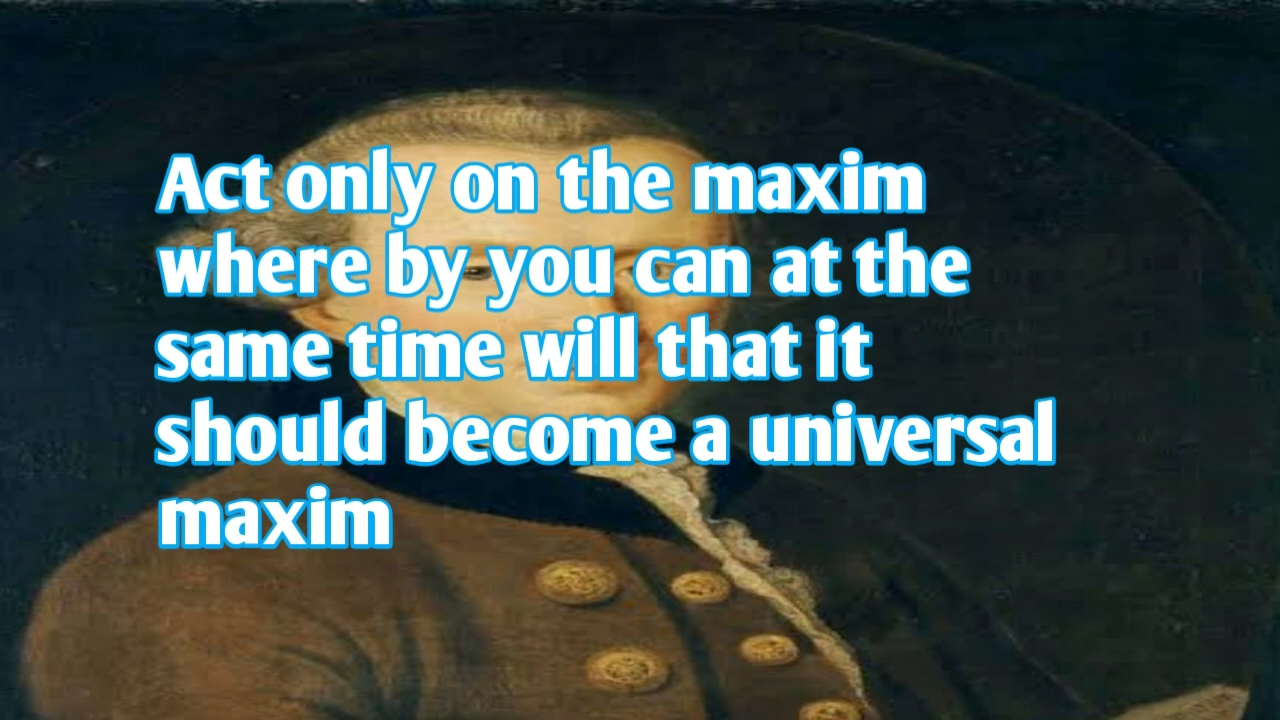 Act only on the maxim
where by you can at the
same time will that it
should become a universal
maxim